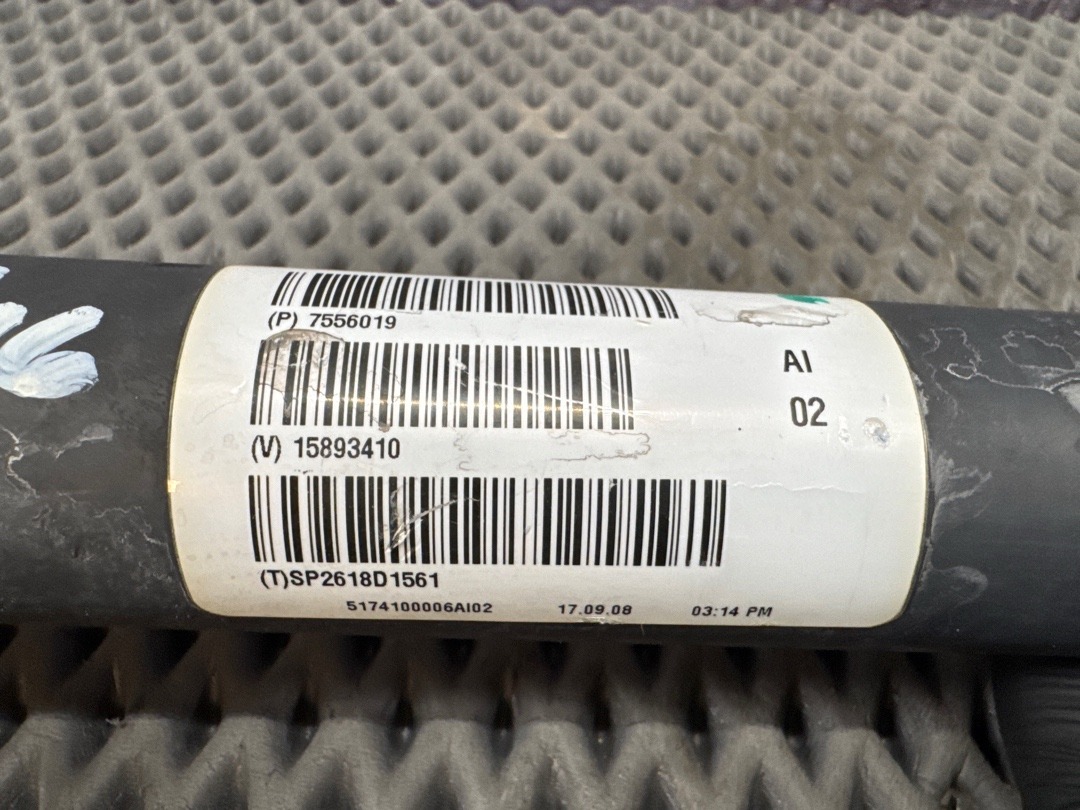 (P) 7556019
AI
(V) 15893410
02
(T)SP2618D1561
5174100006AI02 17.09.08 03:14 PM